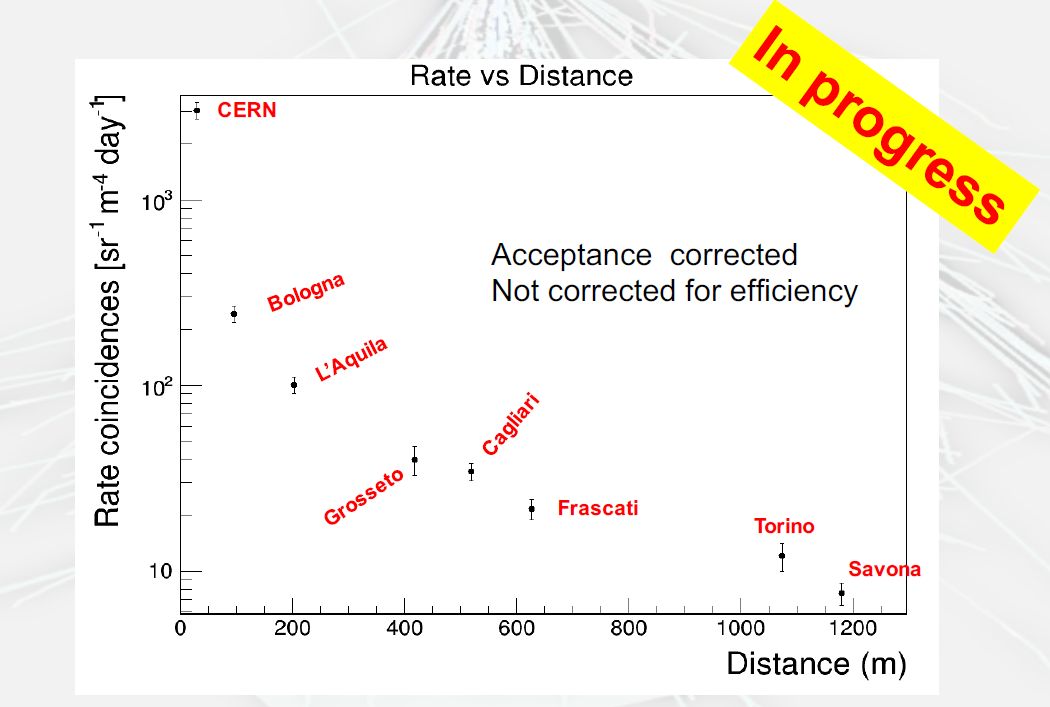 In progress
Rate vs Distance
Rate coincidences [sr⁻¹ m⁻⁴ day⁻¹]
CERN
10³
Acceptance corrected
Not corrected for efficiency
Bologna
L'Aquila
10²
Cagliari
Grosseto
Frascati
Torino
Savona
10
0 200 400 600 800 1000 1200
Distance (m)